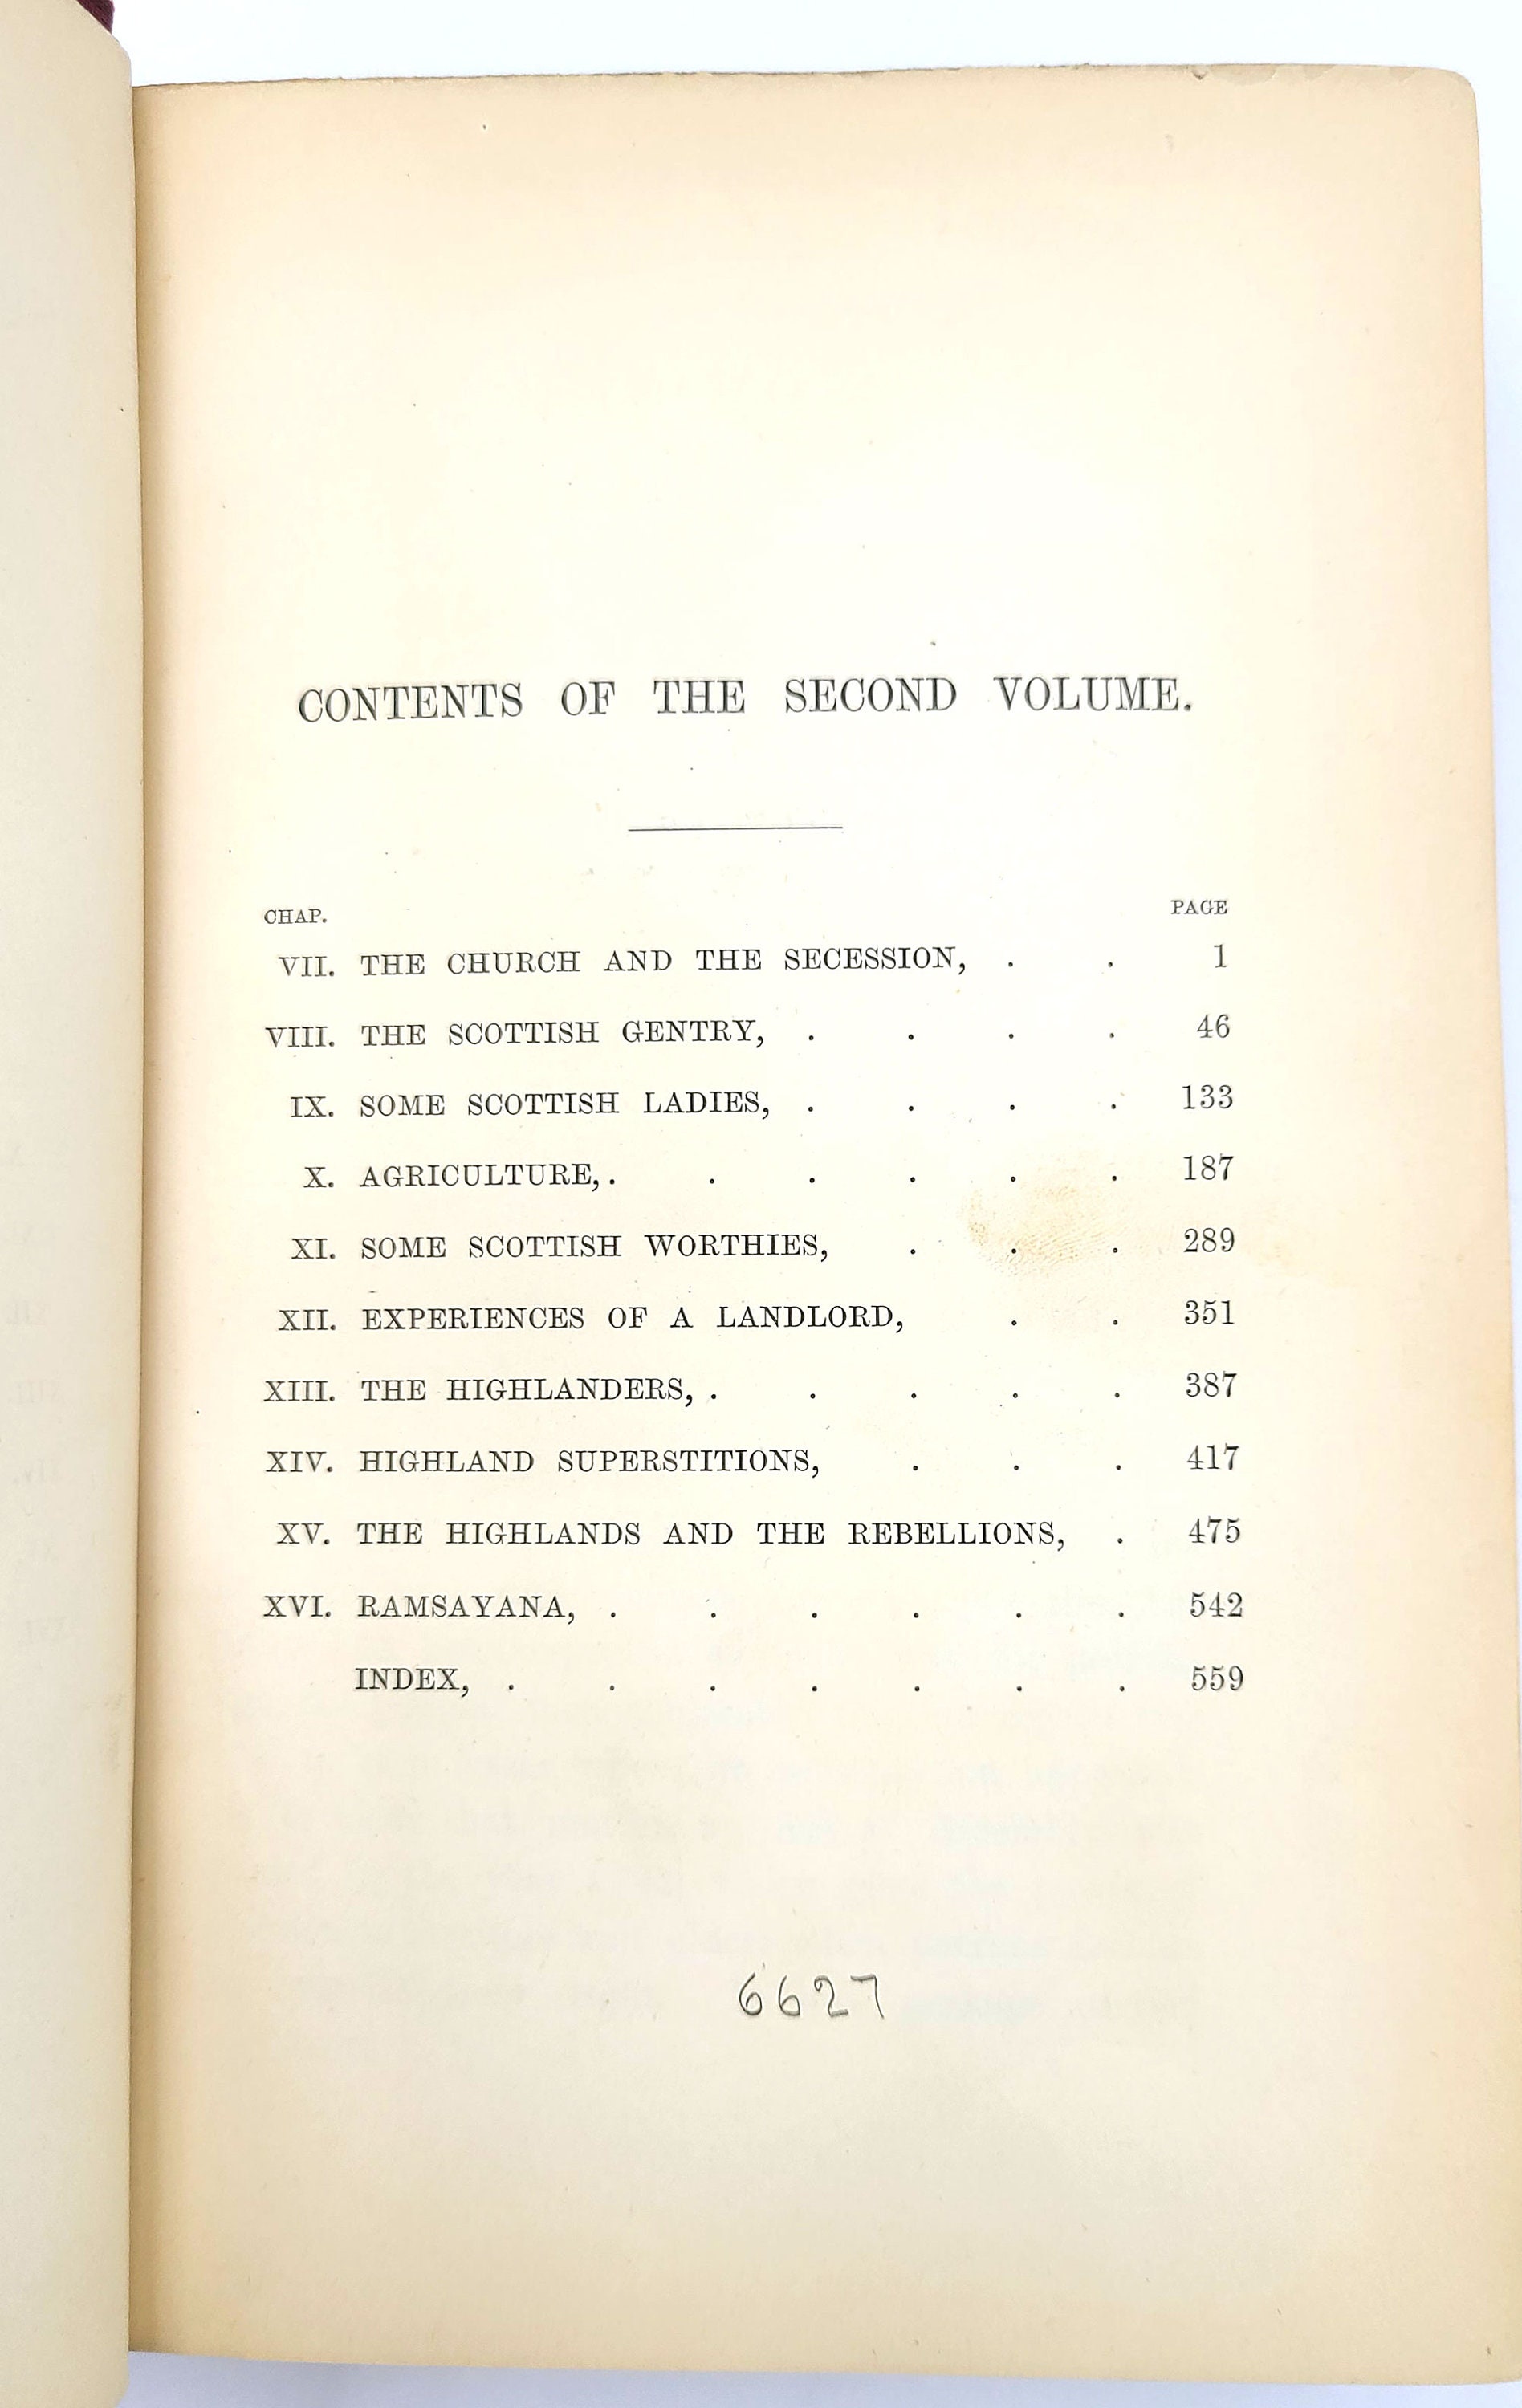 CONTENTS OF THE SECOND VOLUME.
CHAP. PAGE
VII. THE CHURCH AND THE SECESSION, . . 1
VIII. THE SCOTTISH GENTRY, . . . . 46
IX. SOME SCOTTISH LADIES, . . . . 133
X. AGRICULTURE, . . . . . . 187
XI. SOME SCOTTISH WORTHIES, . . . 289
XII. EXPERIENCES OF A LANDLORD, . . 351
XIII. THE HIGHLANDERS, . . . . . 387
XIV. HIGHLAND SUPERSTITIONS, . . . 417
XV. THE HIGHLANDS AND THE REBELLIONS, . 475
XVI. RAMSAYANA, . . . . . . 542
INDEX, . . . . . . . 559
6627